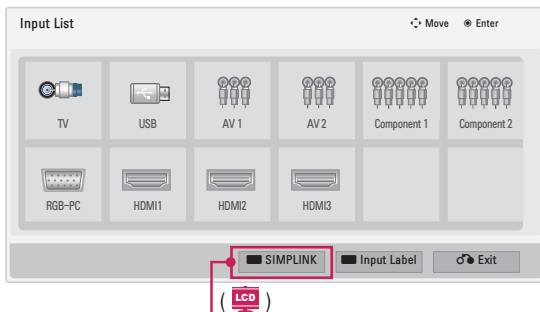 Input List Move Enter
TV USB AV 1 AV 2 Component 1 Component 2
RGB-PC HDMI1 HDMI2 HDMI3
SIMPLINK Input Label Exit
( LCD )